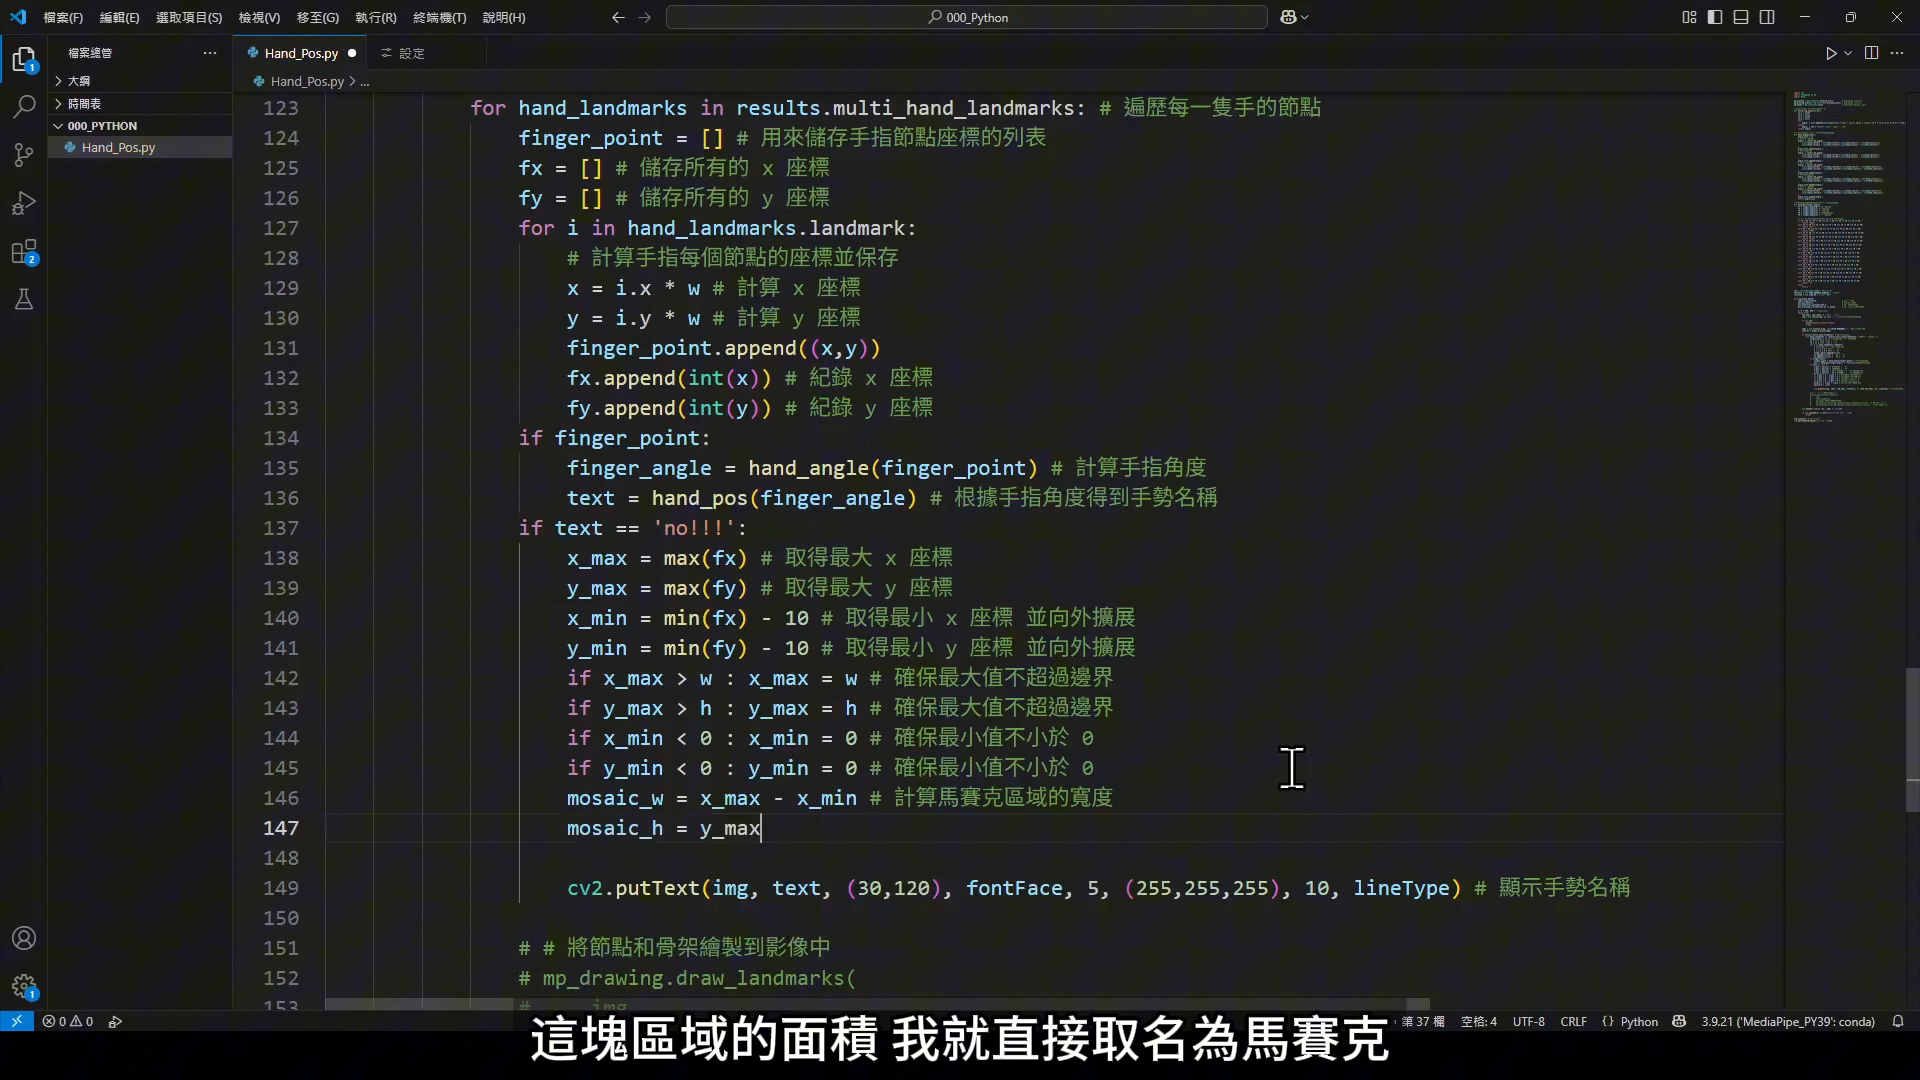 檔案(F) 編輯(E) 選取項目(S) 檢視(V) 移至(G) 執行(R) 終端機(T) 說明(H)
000_Python
檔案總管
大綱
時間表
000_PYTHON
Hand_Pos.py
Hand_Pos.py 設定
Hand_Pos.py > ...
123 for hand_landmarks in results.multi_hand_landmarks: # 遍歷每一隻手的節點
124 finger_point = [] # 用來儲存手指節點座標的列表
125 fx = [] # 儲存所有的 x 座標
126 fy = [] # 儲存所有的 y 座標
127 for i in hand_landmarks.landmark:
128 # 計算手指每個節點的座標並保存
129 x = i.x * w # 計算 x 座標
130 y = i.y * w # 計算 y 座標
131 finger_point.append((x,y))
132 fx.append(int(x)) # 紀錄 x 座標
133 fy.append(int(y)) # 紀錄 y 座標
134 if finger_point:
135 finger_angle = hand_angle(finger_point) # 計算手指角度
136 text = hand_pos(finger_angle) # 根據手指角度得到手勢名稱
137 if text == 'no!!!':
138 x_max = max(fx) # 取得最大 x 座標
139 y_max = max(fy) # 取得最大 y 座標
140 x_min = min(fx) - 10 # 取得最小 x 座標 並向外擴展
141 y_min = min(fy) - 10 # 取得最小 y 座標 並向外擴展
142 if x_max > w : x_max = w # 確保最大值不超過邊界
143 if y_max > h : y_max = h # 確保最大值不超過邊界
144 if x_min < 0 : x_min = 0 # 確保最小值不小於 0
145 if y_min < 0 : y_min = 0 # 確保最小值不小於 0
146 mosaic_w = x_max - x_min # 計算馬賽克區域的寬度
147 mosaic_h = y_max
148
149 cv2.putText(img, text, (30,120), fontFace, 5, (255,255,255), 10, lineType) # 顯示手勢名稱
150
151 # # 將節點和骨架繪製到影像中
152 # mp_drawing.draw_landmarks(
153 # img
0 0 第 37 欄 空格: 4 UTF-8 CRLF {} Python 3.9.21 ('MediaPipe_PY39': conda)
這塊區域的面積 我就直接取名為馬賽克